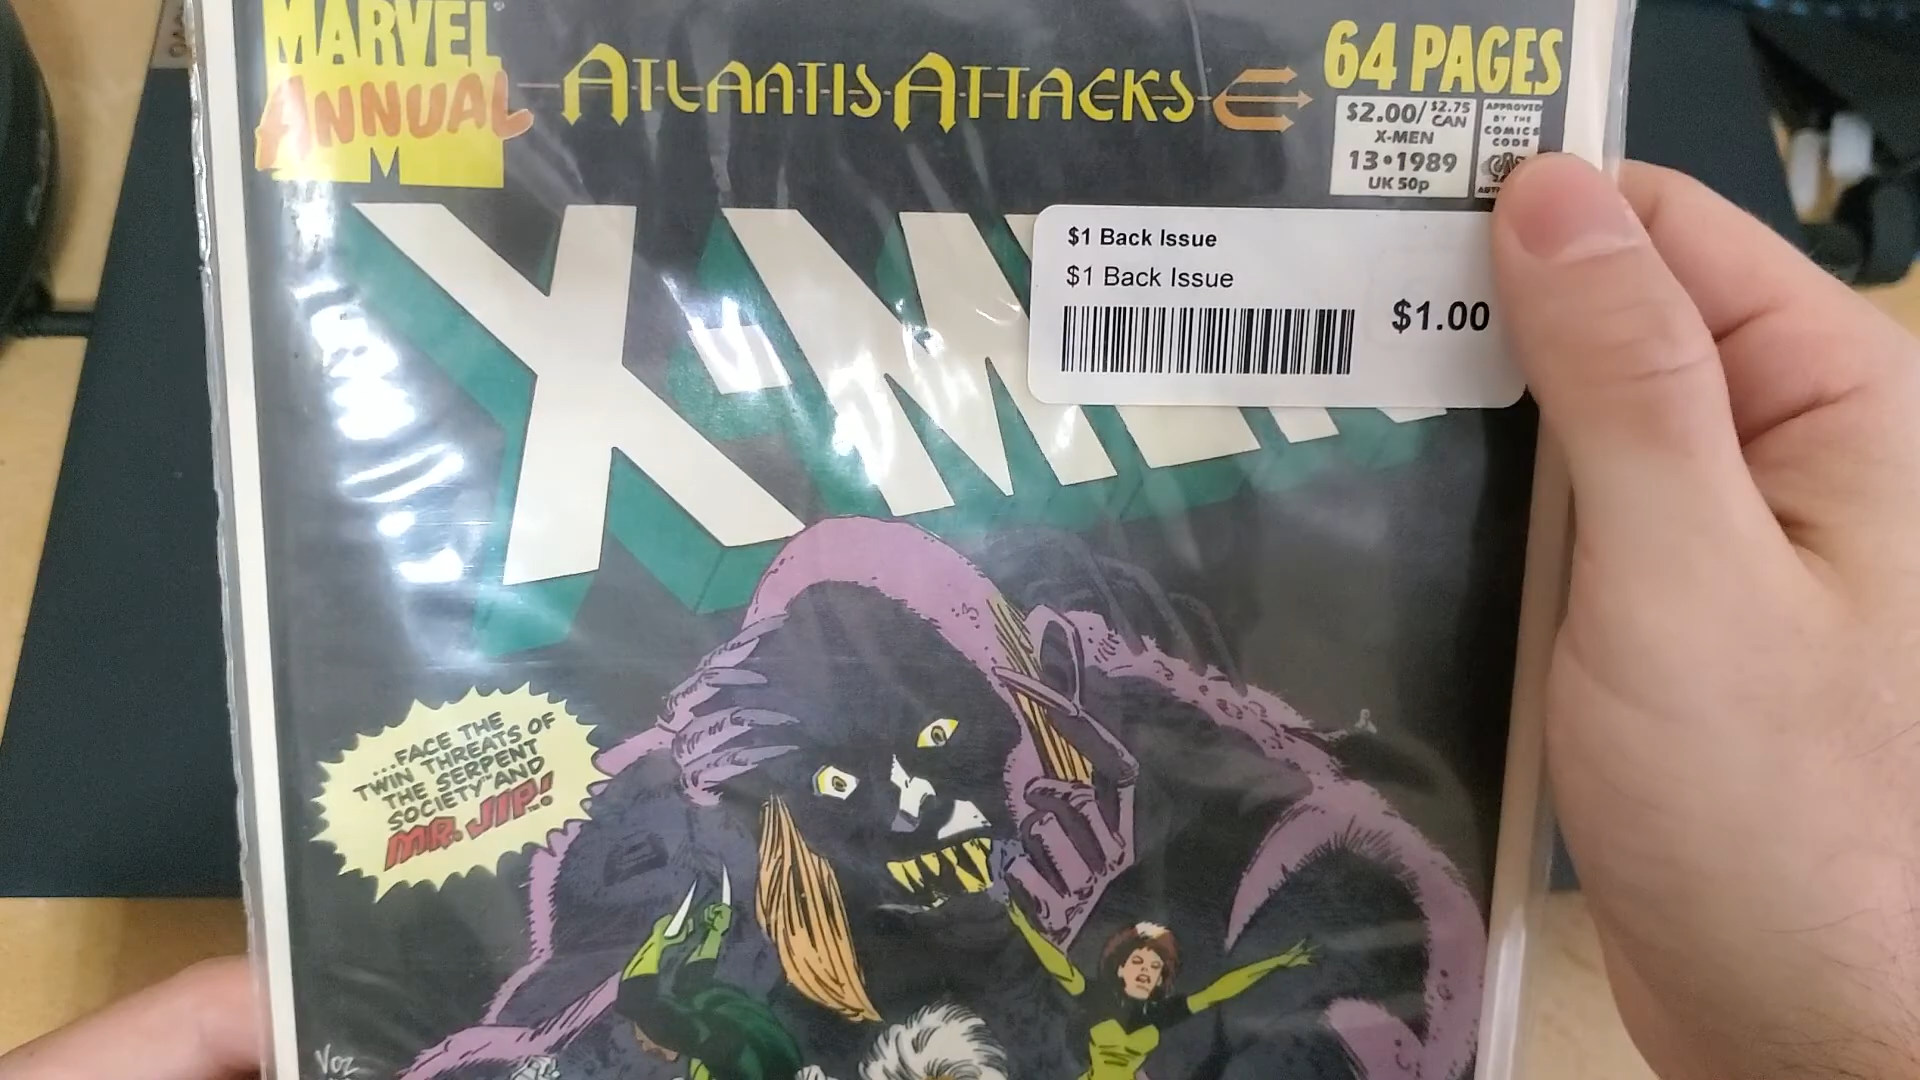 MARVEL
ANNUAL
M
ATLANTIS ATTACKS
64 PAGES
$2.00/$2.75 CAN
X-MEN
13•1989
UK 50p
APPROVED
BY THE
COMICS
CODE
X-MEN
$1 Back Issue
$1 Back Issue
$1.00
...FACE THE
TWIN THREATS OF
THE SERPENT
SOCIETY™ AND
MR. JIP!
VOZ